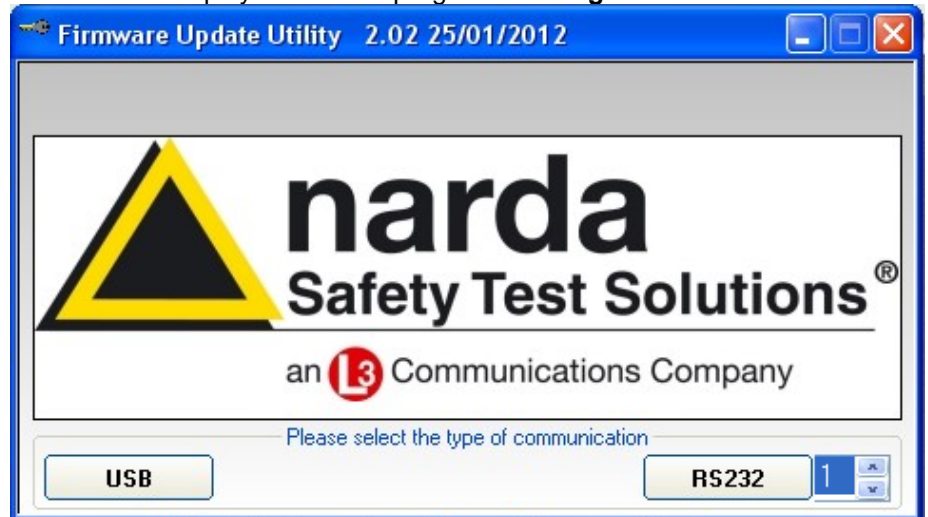 Firmware Update Utility 2.02 25/01/2012
narda
Safety Test Solutions®
an L3 Communications Company
Please select the type of communication
USB
RS232 1